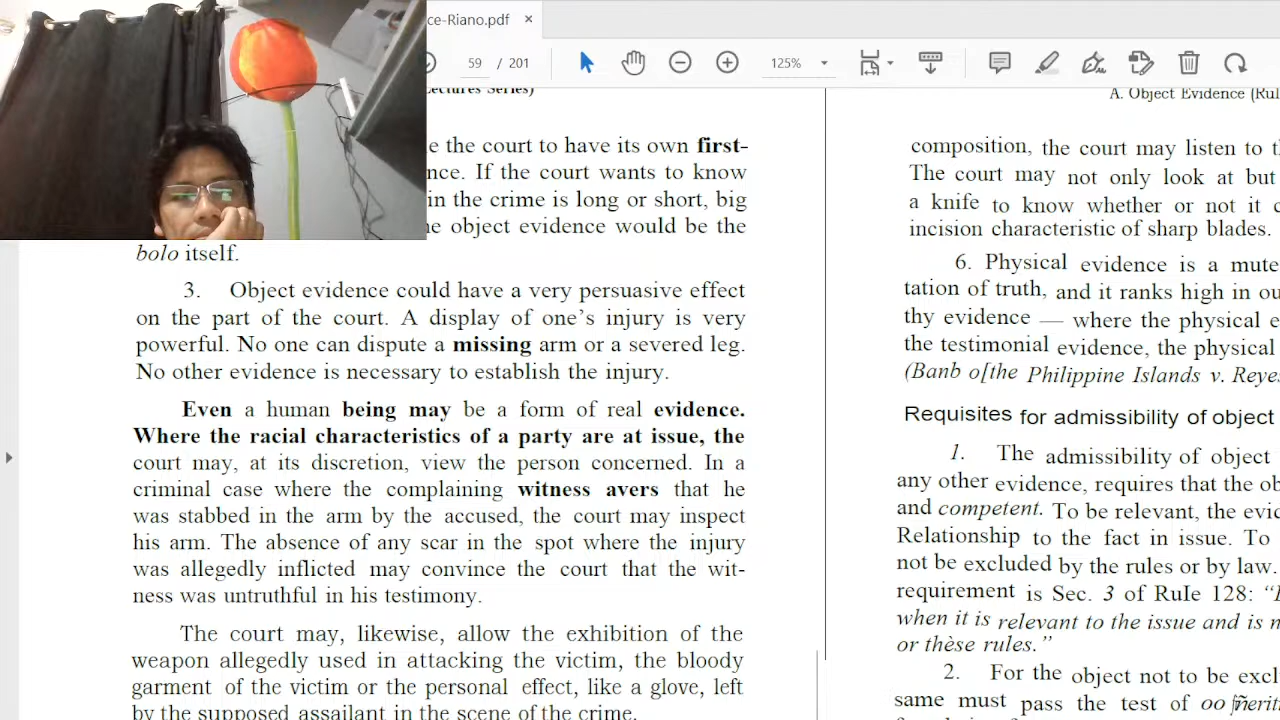 ce-Riano.pdf ×
59 / 201
125%
Lectures Series)
e the court to have its own first-
nce. If the court wants to know
in the crime is long or short, big
e object evidence would be the
bolo itself.
3. Object evidence could have a very persuasive effect
on the part of the court. A display of one's injury is very
powerful. No one can dispute a missing arm or a severed leg.
No other evidence is necessary to establish the injury.
Even a human being may be a form of real evidence.
Where the racial characteristics of a party are at issue, the
court may, at its discretion, view the person concerned. In a
criminal case where the complaining witness avers that he
was stabbed in the arm by the accused, the court may inspect
his arm. The absence of any scar in the spot where the injury
was allegedly inflicted may convince the court that the wit-
ness was untruthful in his testimony.
The court may, likewise, allow the exhibition of the
weapon allegedly used in attacking the victim, the bloody
garment of the victim or the personal effect, like a glove, left
by the supposed assailant in the scene of the crime.
A. Object Evidence (Rul
composition, the court may listen to th
The court may not only look at but
a knife to know whether or not it c
incision characteristic of sharp blades.
6. Physical evidence is a mute
tation of truth, and it ranks high in ou
thy evidence — where the physical e
the testimonial evidence, the physical
(Banb o[the Philippine Islands v. Reye
Requisites for admissibility of object
1. The admissibility of object
any other evidence, requires that the ob
and competent. To be relevant, the evid
Relationship to the fact in issue. To
not be excluded by the rules or by law.
requirement is Sec. 3 of RuIe 128: “
when it is relevant to the issue and is n
or thèse rules.”
2. For the object not to be excl
same must pass the test of oo